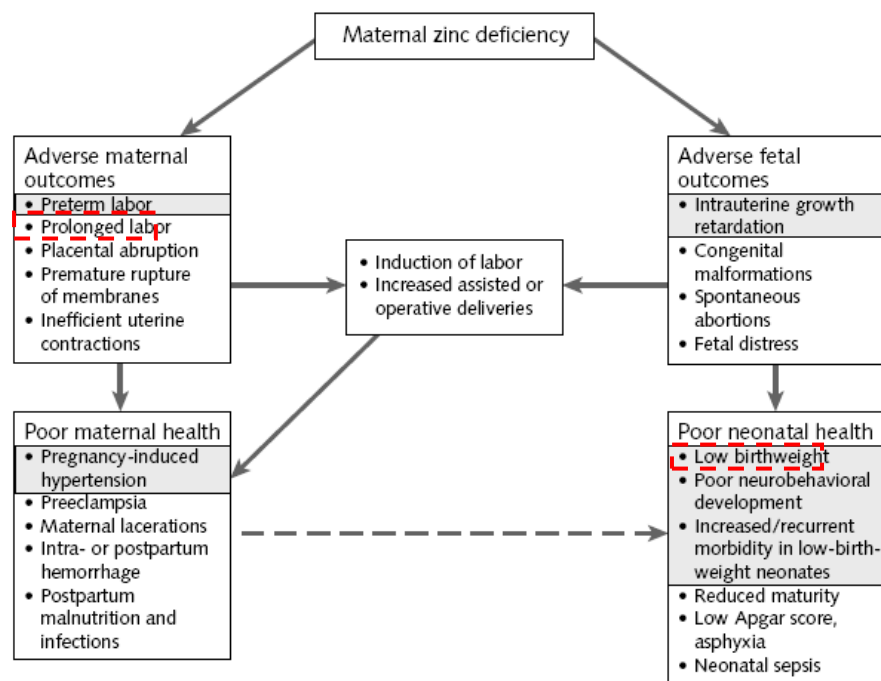 Maternal zinc deficiency
Adverse maternal
outcomes
• Preterm labor
• Prolonged labor
• Placental abruption
• Premature rupture
of membranes
• Inefficient uterine
contractions
• Induction of labor
• Increased assisted or
operative deliveries
Adverse fetal
outcomes
• Intrauterine growth
retardation
• Congenital
malformations
• Spontaneous
abortions
• Fetal distress
Poor maternal health
• Pregnancy-induced
hypertension
• Preeclampsia
• Maternal lacerations
• Intra- or postpartum
hemorrhage
• Postpartum
malnutrition and
infections
Poor neonatal health
• Low birthweight
• Poor neurobehavioral
development
• Increased/recurrent
morbidity in low-birth-
weight neonates
• Reduced maturity
• Low Apgar score,
asphyxia
• Neonatal sepsis